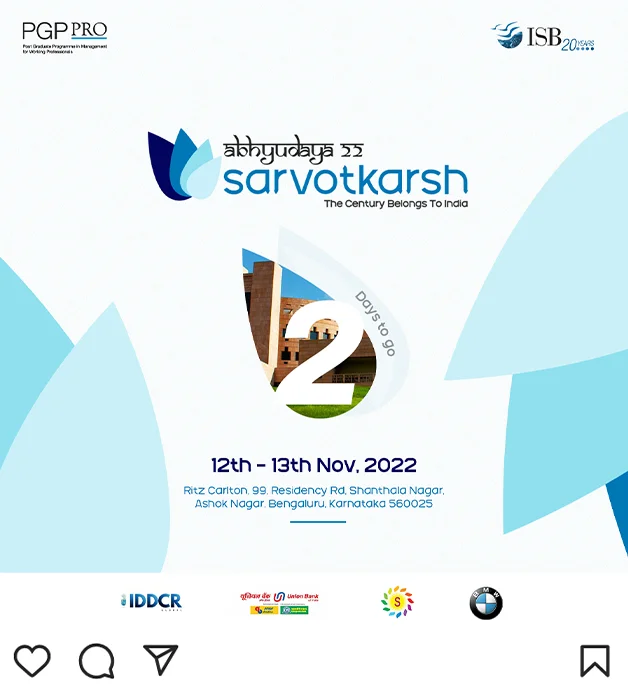 PGP PRO
Post Graduate Programme in Management
for Working Professionals
ISB
20 YEARS
abhyudaya 22
sarvotkarsh
The Century Belongs To India
2
Days to go
12th - 13th Nov, 2022
Ritz Carlton, 99, Residency Rd, Shanthala Nagar,
Ashok Nagar, Bengaluru, Karnataka 560025
IDDCR
GLOBAL
यूनियन बैंक
Union Bank
of India
S
BMW